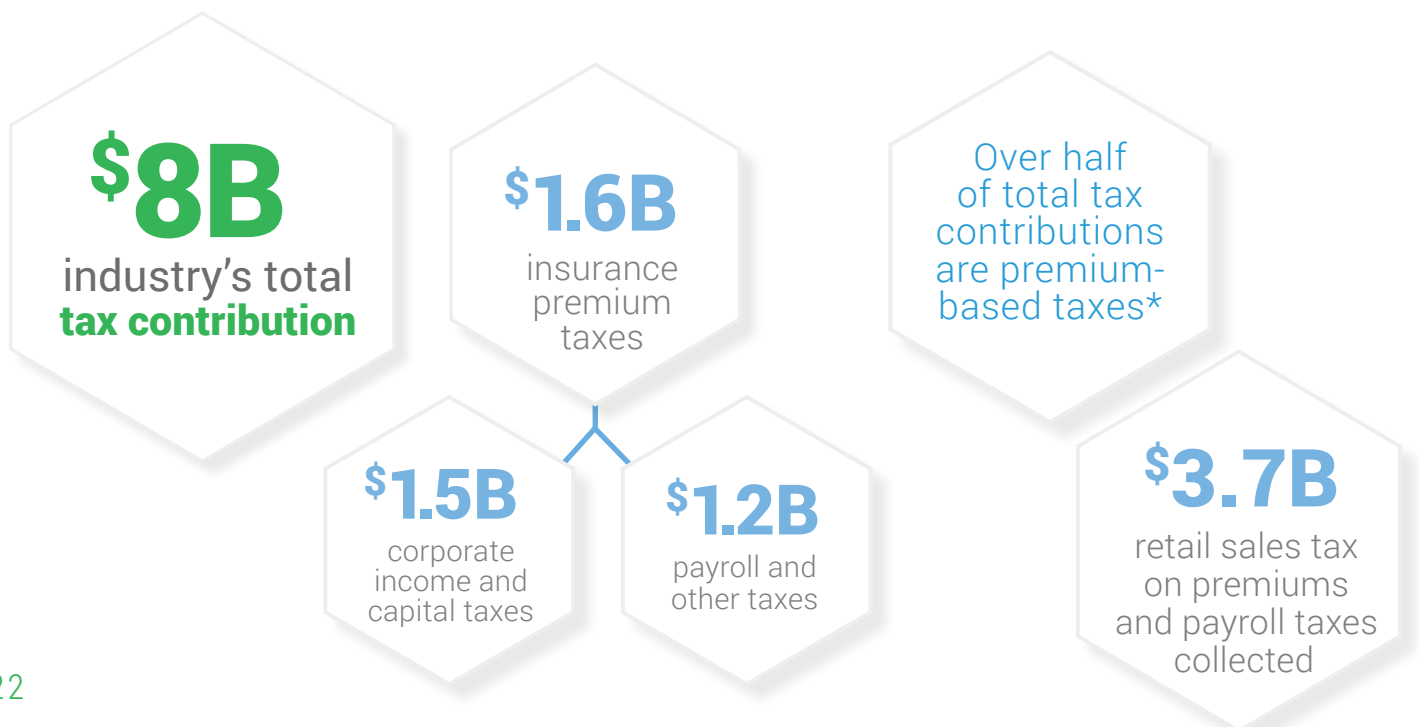 $8B
industry's total
tax contribution
$1.6B
insurance
premium
taxes
$1.5B
corporate
income and
capital taxes
$1.2B
payroll and
other taxes
Over half
of total tax
contributions
are premium-
based taxes*
$3.7B
retail sales tax
on premiums
and payroll taxes
collected
22